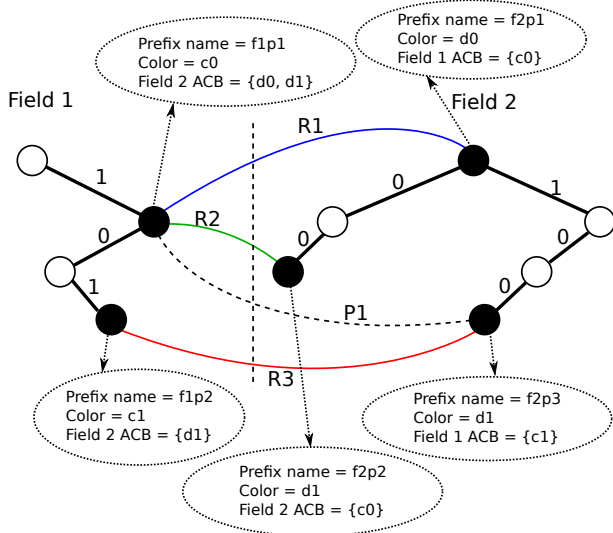 Prefix name = f1p1
Color = c0
Field 2 ACB = {d0, d1}
Prefix name = f2p1
Color = d0
Field 1 ACB = {c0}
Field 1
Field 2
R1
1
0
1
R2
0
0
0
1
0
P1
R3
Prefix name = f1p2
Color = c1
Field 2 ACB = {d1}
Prefix name = f2p3
Color = d1
Field 1 ACB = {c1}
Prefix name = f2p2
Color = d1
Field 2 ACB = {c0}